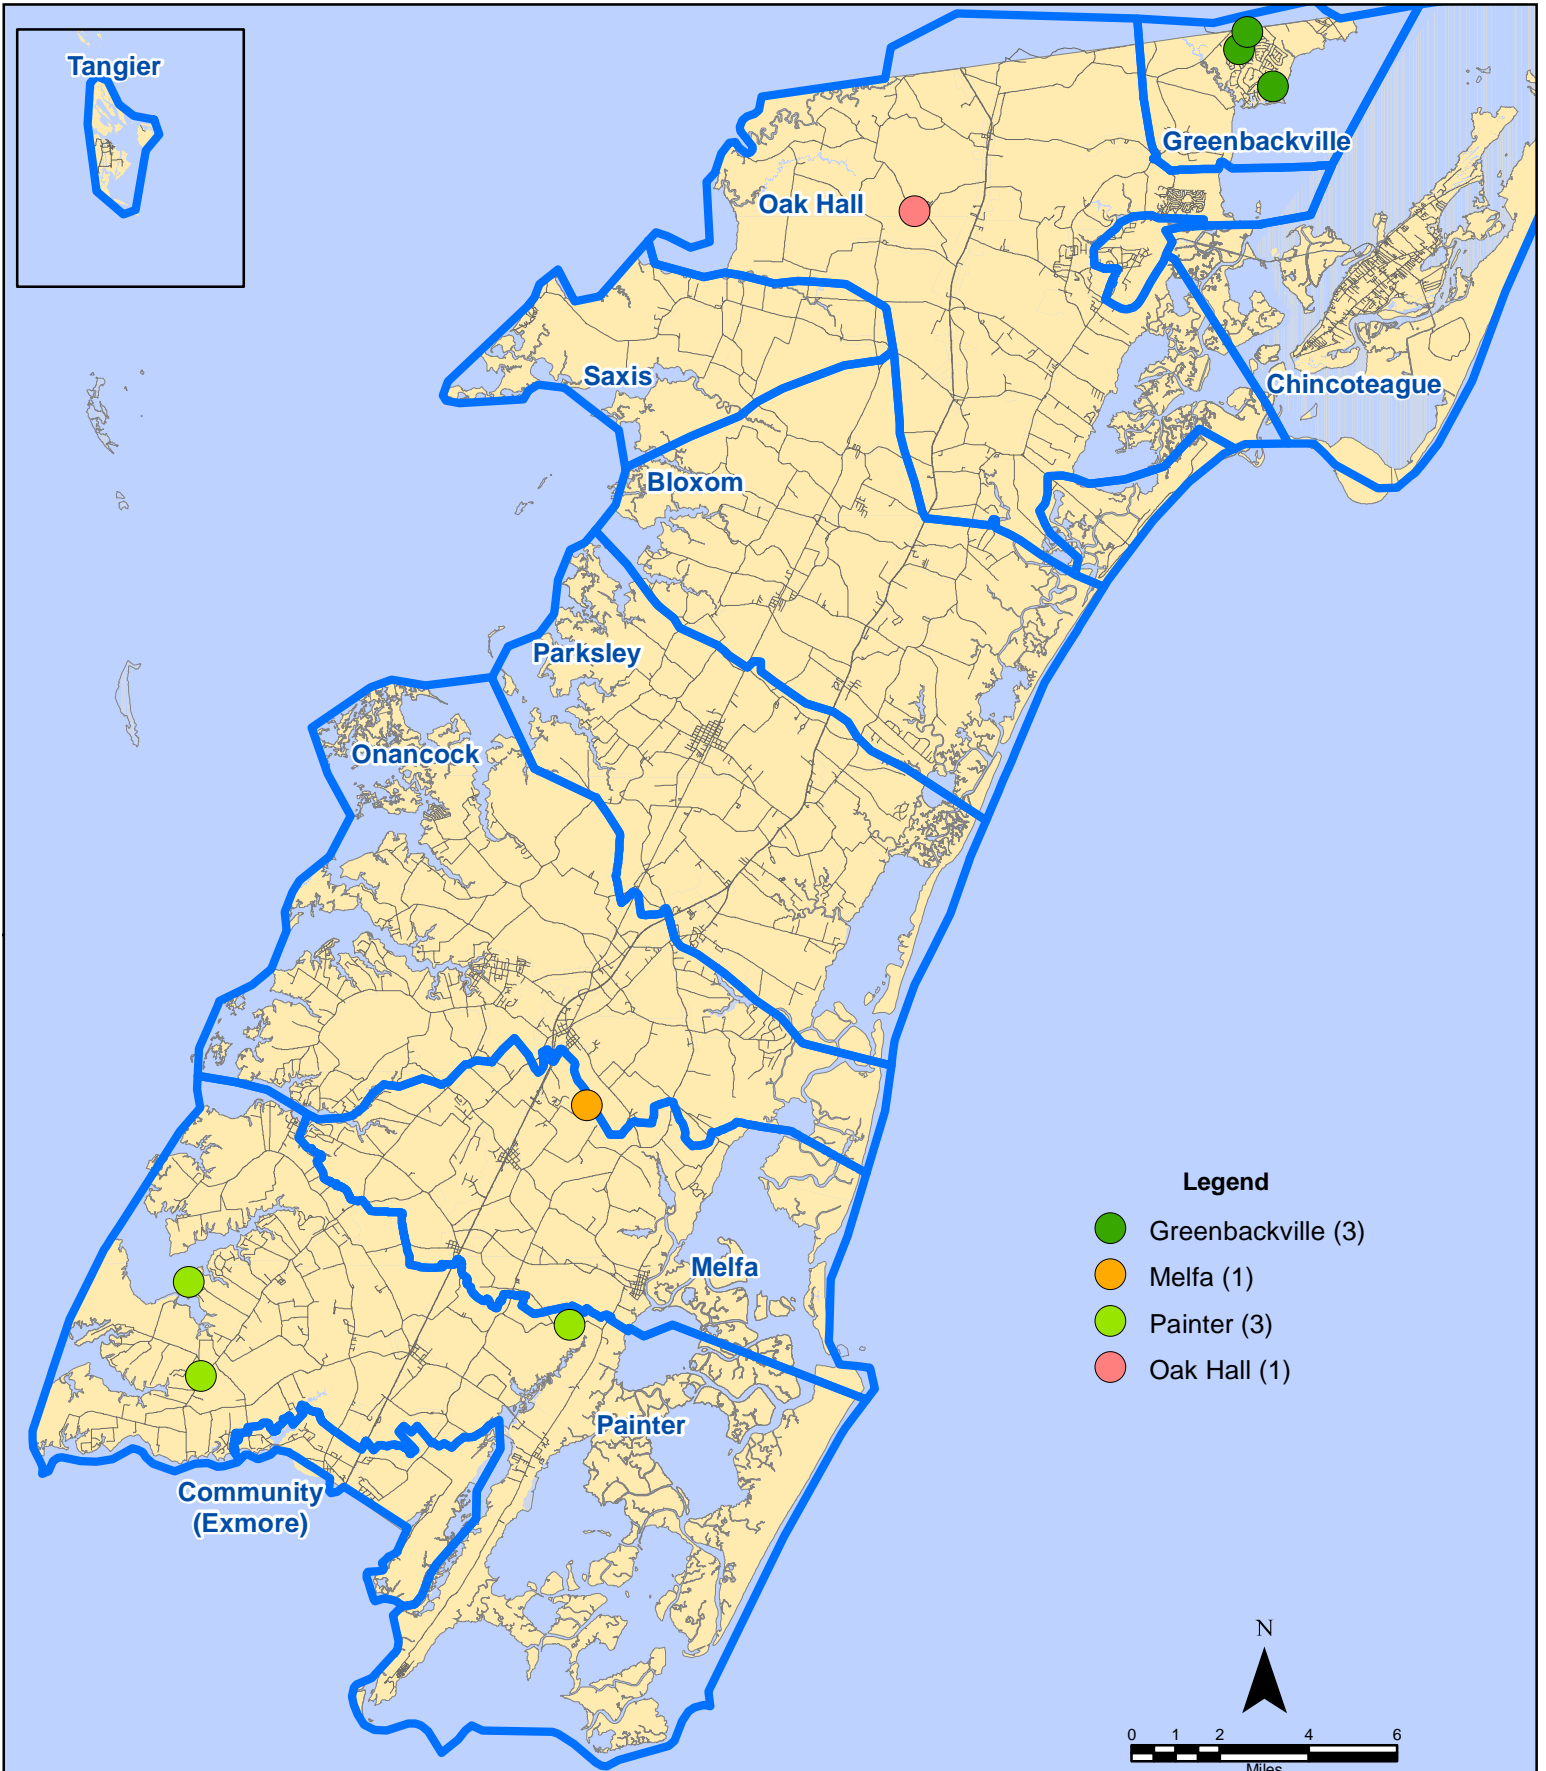 Tangier
Greenbackville
Oak Hall
Saxis
Chincoteague
Bloxom
Parksley
Onancock
Melfa
Painter
Community
(Exmore)
Legend
Greenbackville (3)
Melfa (1)
Painter (3)
Oak Hall (1)
N
0 1 2 4 6
Miles